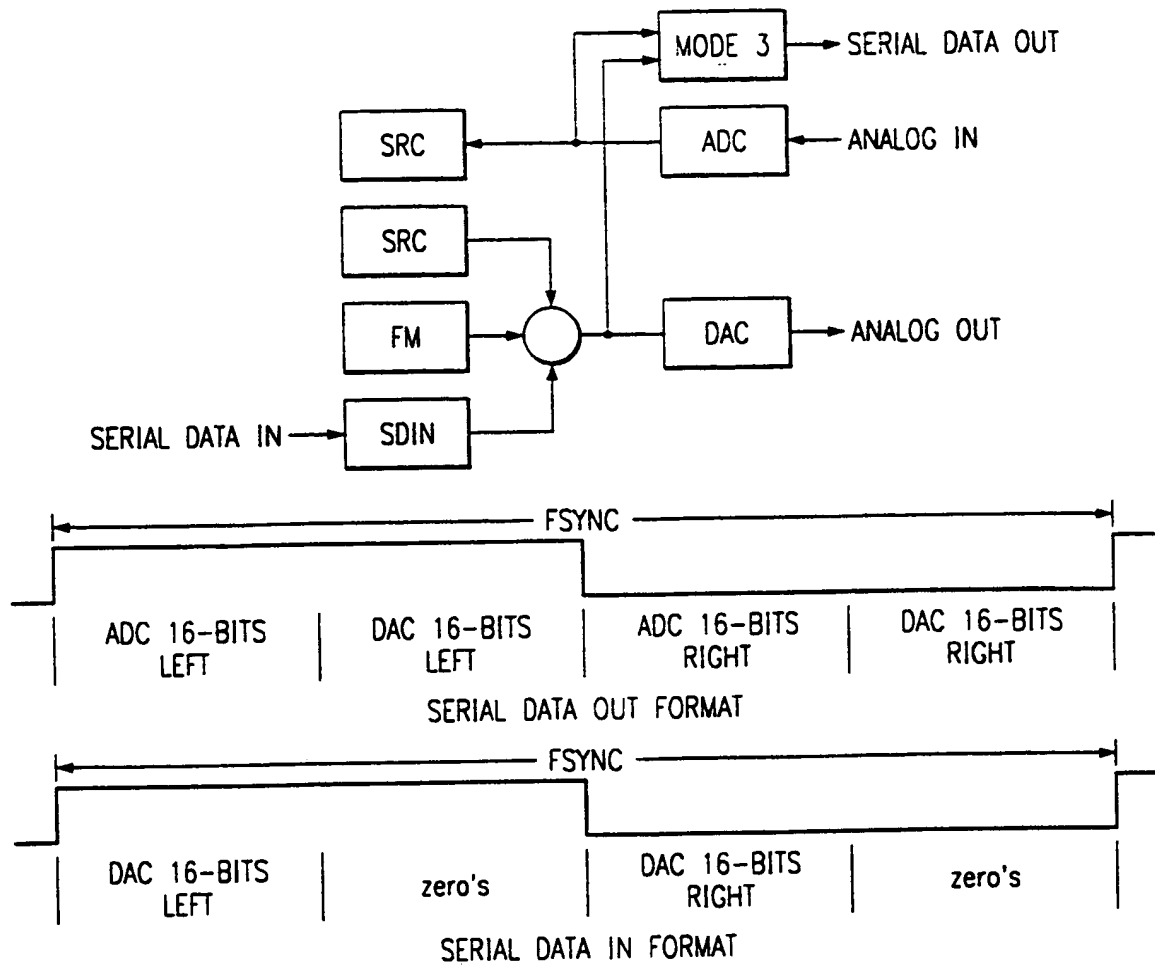 MODE 3
SERIAL DATA OUT
SRC
ADC
ANALOG IN
SRC
FM
DAC
ANALOG OUT
SERIAL DATA IN
SDIN
FSYNC
ADC 16-BITS
LEFT
DAC 16-BITS
LEFT
ADC 16-BITS
RIGHT
DAC 16-BITS
RIGHT
SERIAL DATA OUT FORMAT
FSYNC
DAC 16-BITS
LEFT
zero's
DAC 16-BITS
RIGHT
zero's
SERIAL DATA IN FORMAT